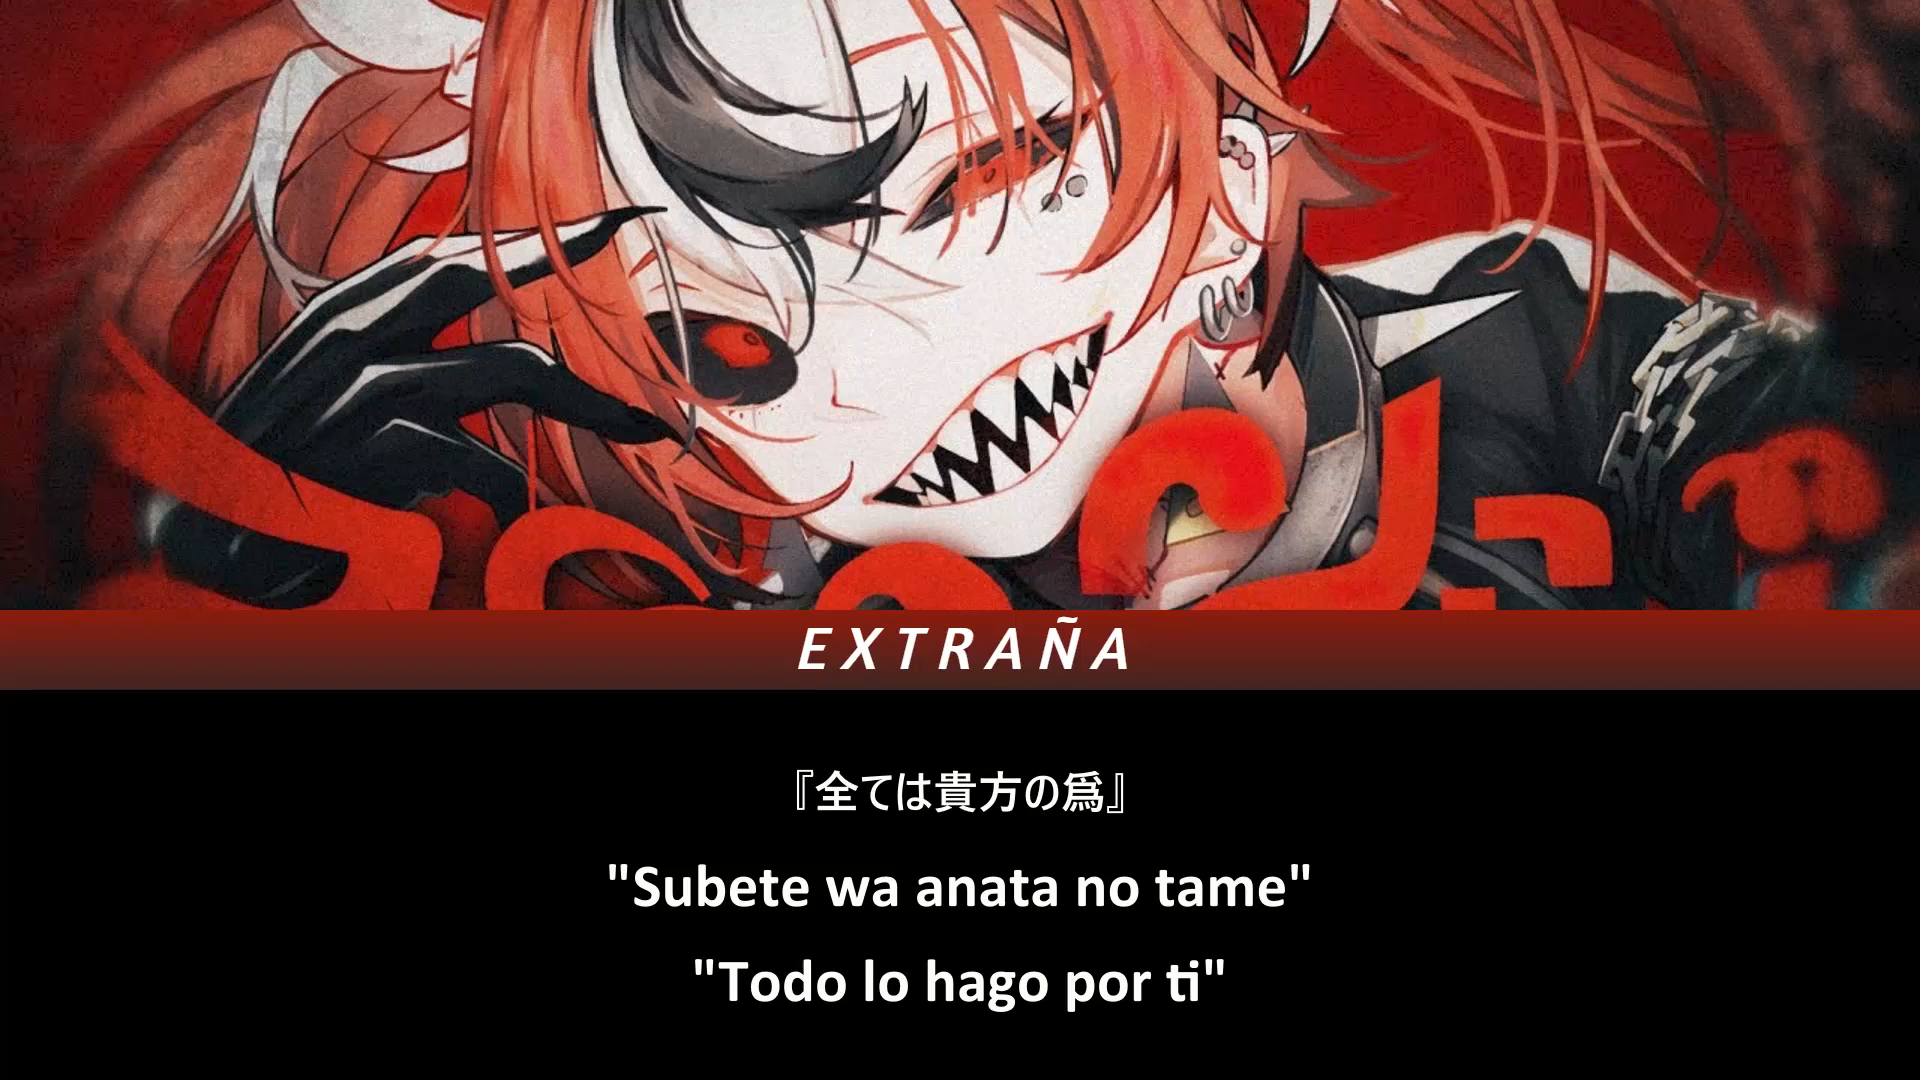 EXTRAÑA
『全ては貴方の爲』
"Subete wa anata no tame"
"Todo lo hago por ti"